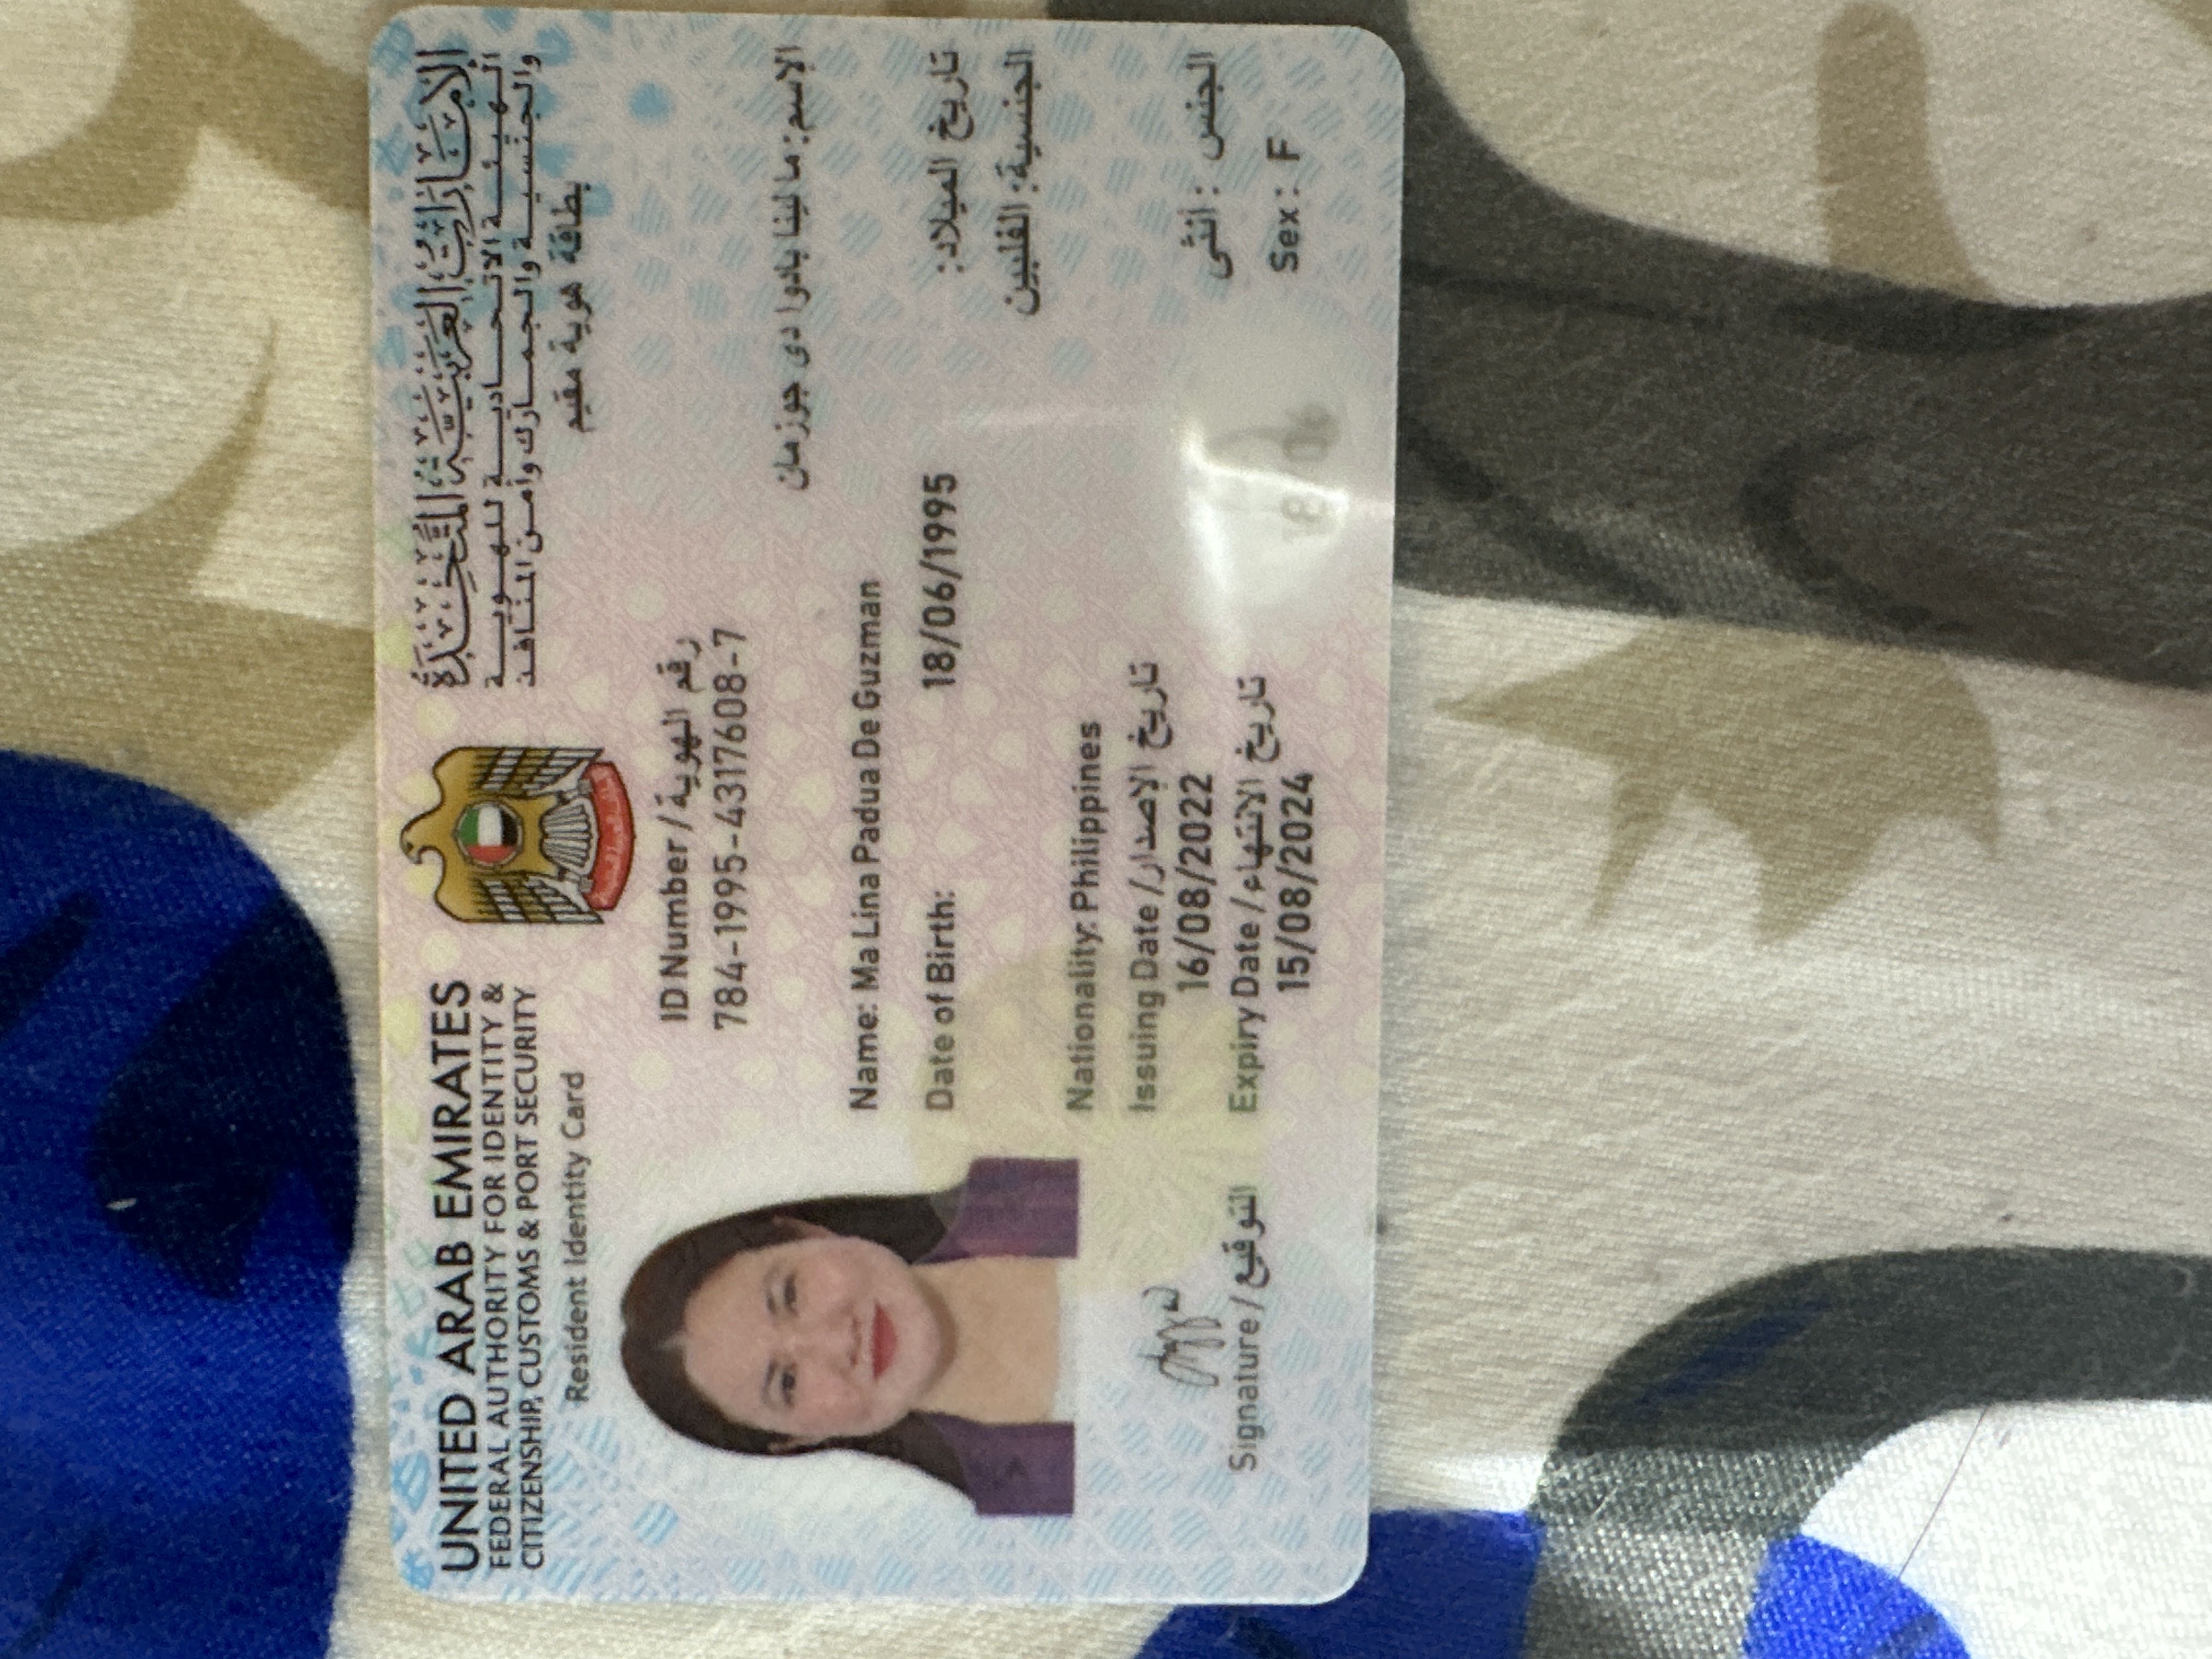 UNITED ARAB EMIRATES
FEDERAL AUTHORITY FOR IDENTITY &
CITIZENSHIP, CUSTOMS & PORT SECURITY
Resident Identity Card
الإمارات العربية المتحدة
الهيئة الاتحادية للهوية
والجنسية والجمارك وأمن المنافذ
بطاقة هوية مقيم
ID Number / رقم الهوية
784-1995-4317608-7
الإسم: ما لينا بادوا دى جوزمان
Name: Ma Lina Padua De Guzman
Date of Birth: 18/06/1995 تاريخ الميلاد:
الجنسية: الفلبين
Nationality: Philippines
Issuing Date / تاريخ الإصدار
16/08/2022
Expiry Date / تاريخ الانتهاء
15/08/2024
الجنس : أنثى
Sex : F
Signature / التوقيع